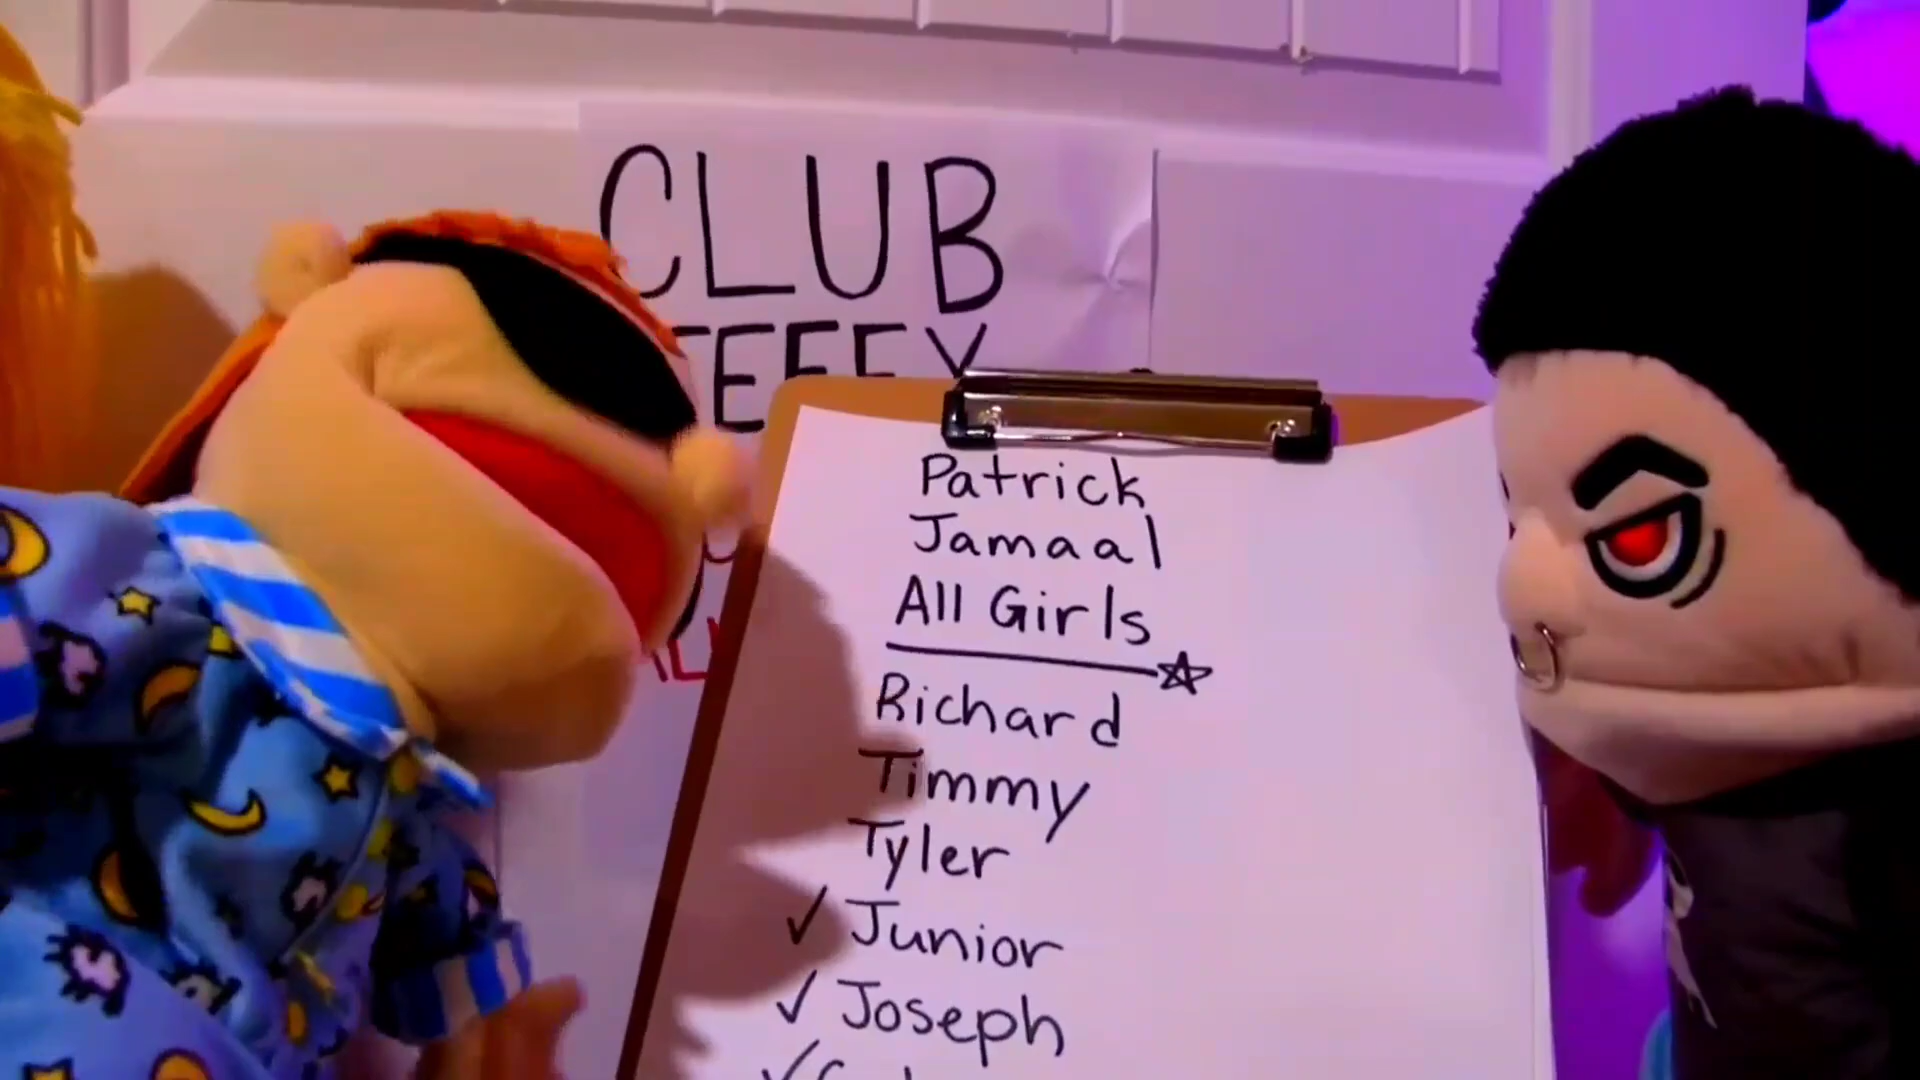 CLUB
Patrick
Jamaal
All Girls
Richard
Timmy
Tyler
✓ Junior
✓ Joseph